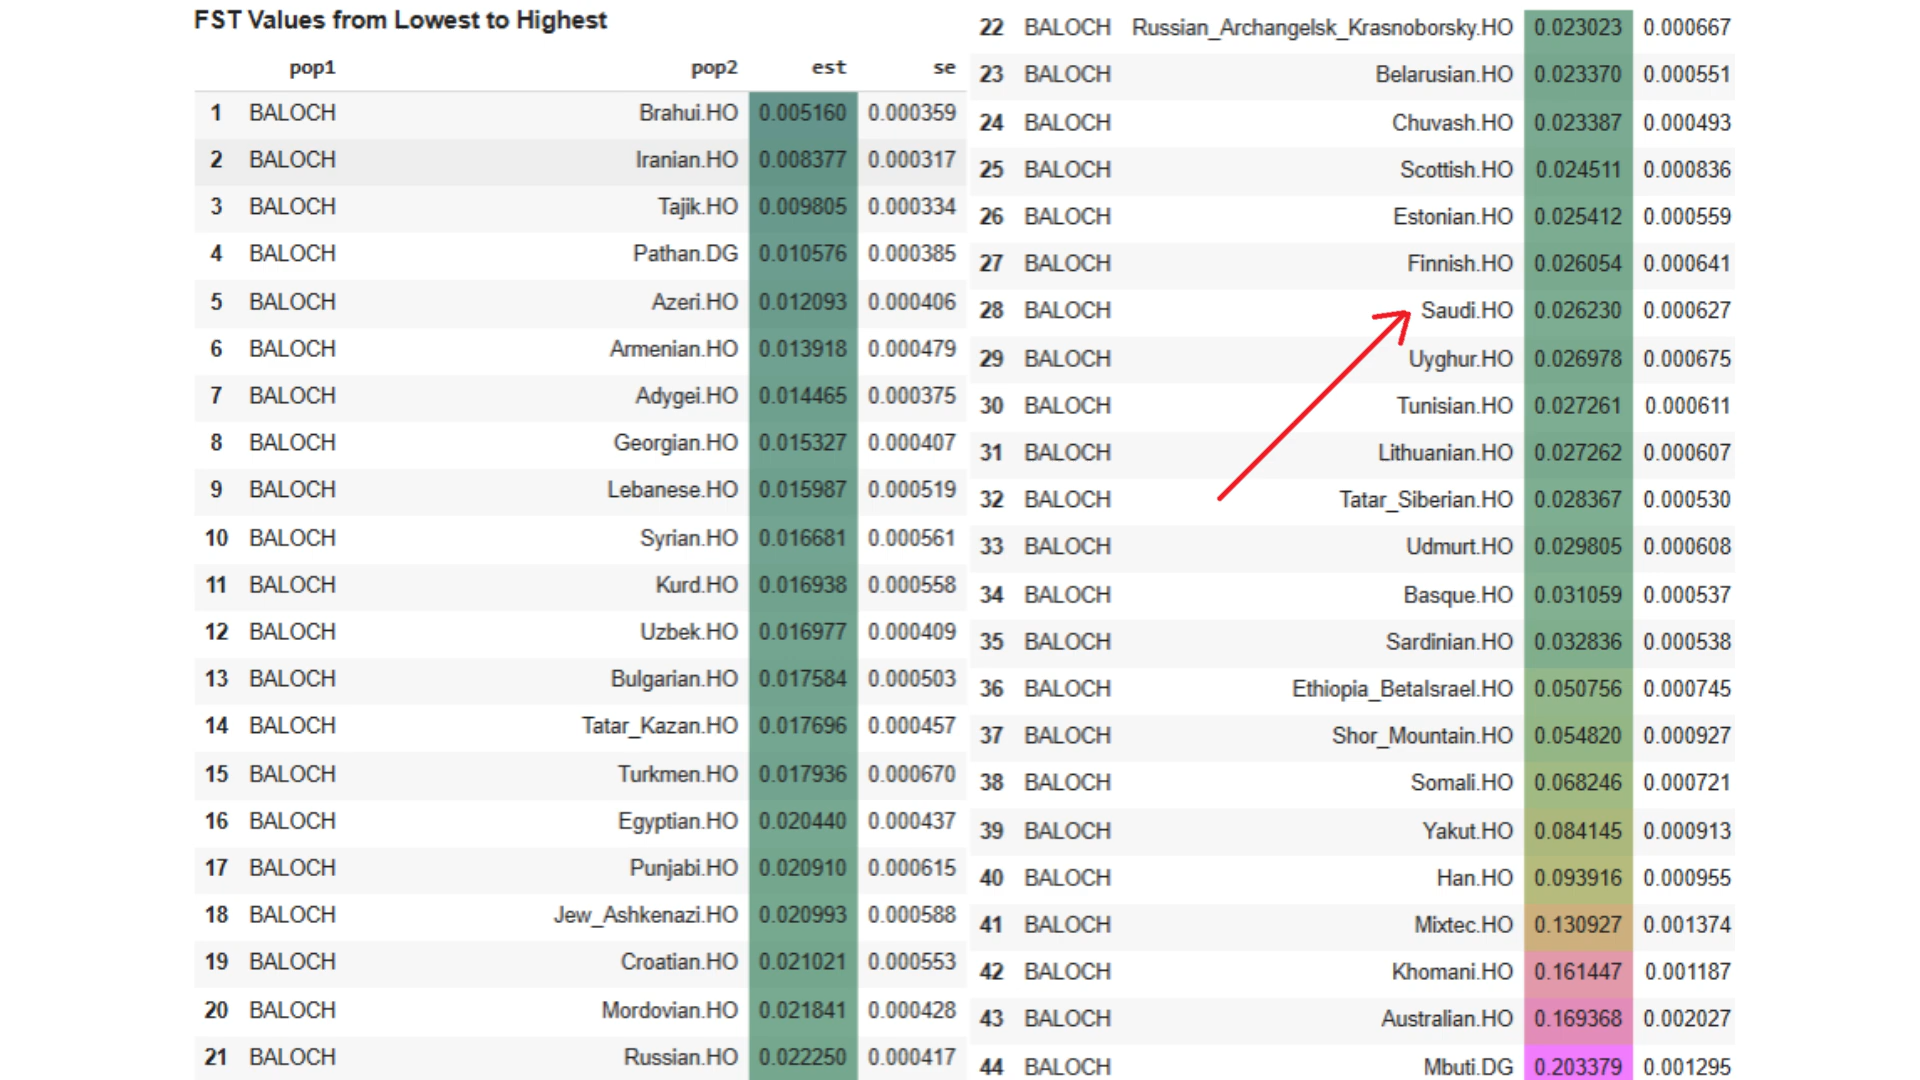 FST Values from Lowest to Highest
pop1 pop2 est se
1 BALOCH Brahui.HO 0.005160 0.000359
2 BALOCH Iranian.HO 0.008377 0.000317
3 BALOCH Tajik.HO 0.009805 0.000334
4 BALOCH Pathan.DG 0.010576 0.000385
5 BALOCH Azeri.HO 0.012093 0.000406
6 BALOCH Armenian.HO 0.013918 0.000479
7 BALOCH Adygei.HO 0.014465 0.000375
8 BALOCH Georgian.HO 0.015327 0.000407
9 BALOCH Lebanese.HO 0.015987 0.000519
10 BALOCH Syrian.HO 0.016681 0.000561
11 BALOCH Kurd.HO 0.016938 0.000558
12 BALOCH Uzbek.HO 0.016977 0.000409
13 BALOCH Bulgarian.HO 0.017584 0.000503
14 BALOCH Tatar_Kazan.HO 0.017696 0.000457
15 BALOCH Turkmen.HO 0.017936 0.000670
16 BALOCH Egyptian.HO 0.020440 0.000437
17 BALOCH Punjabi.HO 0.020910 0.000615
18 BALOCH Jew_Ashkenazi.HO 0.020993 0.000588
19 BALOCH Croatian.HO 0.021021 0.000553
20 BALOCH Mordovian.HO 0.021841 0.000428
21 BALOCH Russian.HO 0.022250 0.000417
22 BALOCH Russian_Archangelsk_Krasnoborsky.HO 0.023023 0.000667
23 BALOCH Belarusian.HO 0.023370 0.000551
24 BALOCH Chuvash.HO 0.023387 0.000493
25 BALOCH Scottish.HO 0.024511 0.000836
26 BALOCH Estonian.HO 0.025412 0.000559
27 BALOCH Finnish.HO 0.026054 0.000641
28 BALOCH Saudi.HO 0.026230 0.000627
29 BALOCH Uyghur.HO 0.026978 0.000675
30 BALOCH Tunisian.HO 0.027261 0.000611
31 BALOCH Lithuanian.HO 0.027262 0.000607
32 BALOCH Tatar_Siberian.HO 0.028367 0.000530
33 BALOCH Udmurt.HO 0.029805 0.000608
34 BALOCH Basque.HO 0.031059 0.000537
35 BALOCH Sardinian.HO 0.032836 0.000538
36 BALOCH Ethiopia_BetaIsrael.HO 0.050756 0.000745
37 BALOCH Shor_Mountain.HO 0.054820 0.000927
38 BALOCH Somali.HO 0.068246 0.000721
39 BALOCH Yakut.HO 0.084145 0.000913
40 BALOCH Han.HO 0.093916 0.000955
41 BALOCH Mixtec.HO 0.130927 0.001374
42 BALOCH Khomani.HO 0.161447 0.001187
43 BALOCH Australian.HO 0.169368 0.002027
44 BALOCH Mbuti.DG 0.203379 0.001295